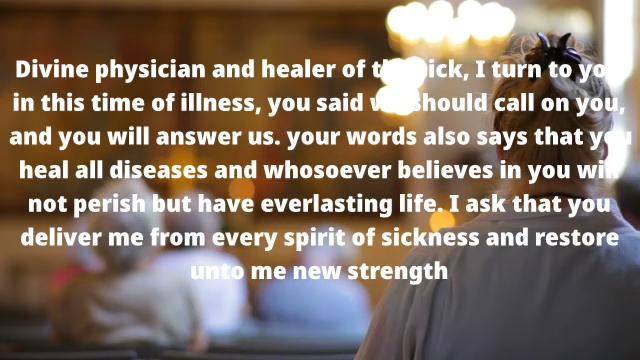 Divine physician and healer of the sick, I turn to you
in this time of illness, you said we should call on you,
and you will answer us. your words also says that you
heal all diseases and whosoever believes in you will
not perish but have everlasting life. I ask that you
deliver me from every spirit of sickness and restore
unto me new strength